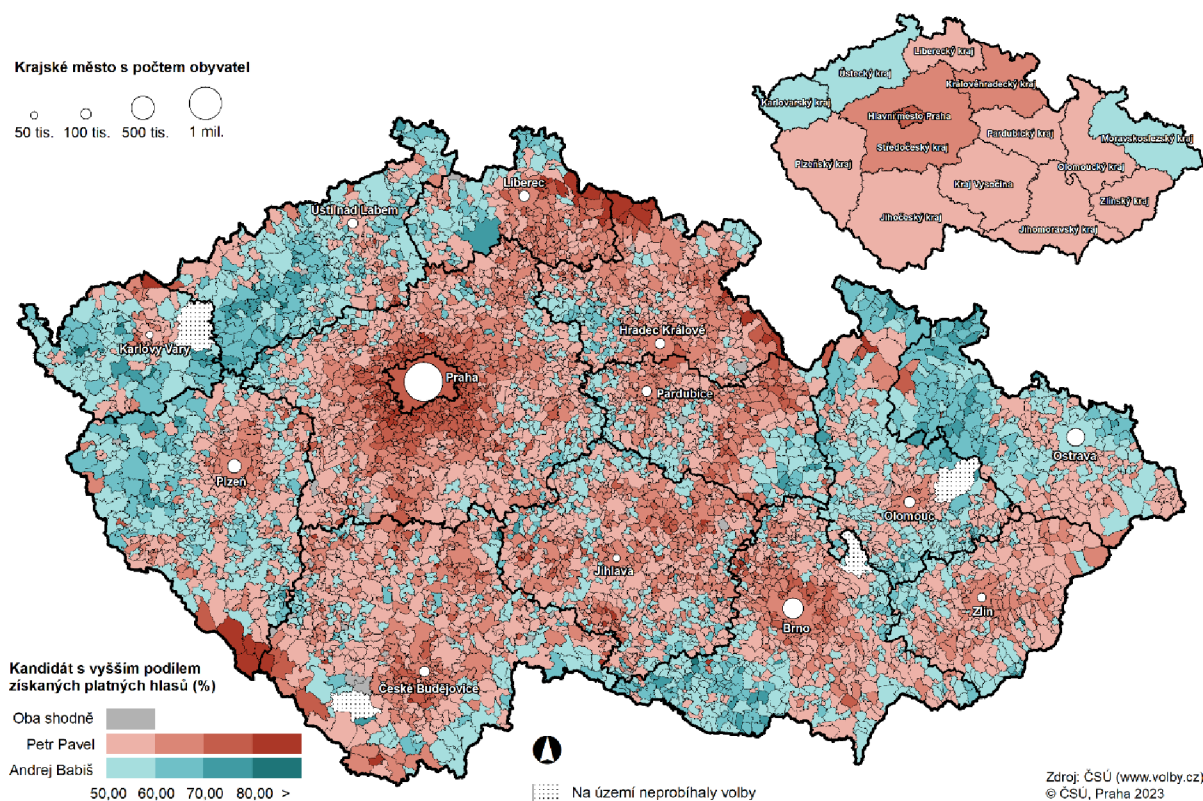 Krajské město s počtem obyvatel
50 tis.
100 tis.
500 tis.
1 mil.
Liberecký kraj
Ústecký kraj
Karlovarský kraj
Královéhradecký kraj
Hlavní město Praha
Středočeský kraj
Pardubický kraj
Moravskoslezský kraj
Plzeňský kraj
Olomoucký kraj
Kraj Vysočina
Zlínský kraj
Jihočeský kraj
Jihomoravský kraj
Liberec
Ústí nad Labem
Hradec Králové
Karlovy Vary
Praha
Pardubice
Ostrava
Plzeň
Olomouc
Jihlava
Zlín
Brno
České Budějovice
Kandidát s vyšším podílem
získaných platných hlasů (%)
Oba shodně
Petr Pavel
Andrej Babiš
50,00 60,00 70,00 80,00 >
Na území neprobíhaly volby
Zdroj: ČSÚ (www.volby.cz)
© ČSÚ, Praha 2023